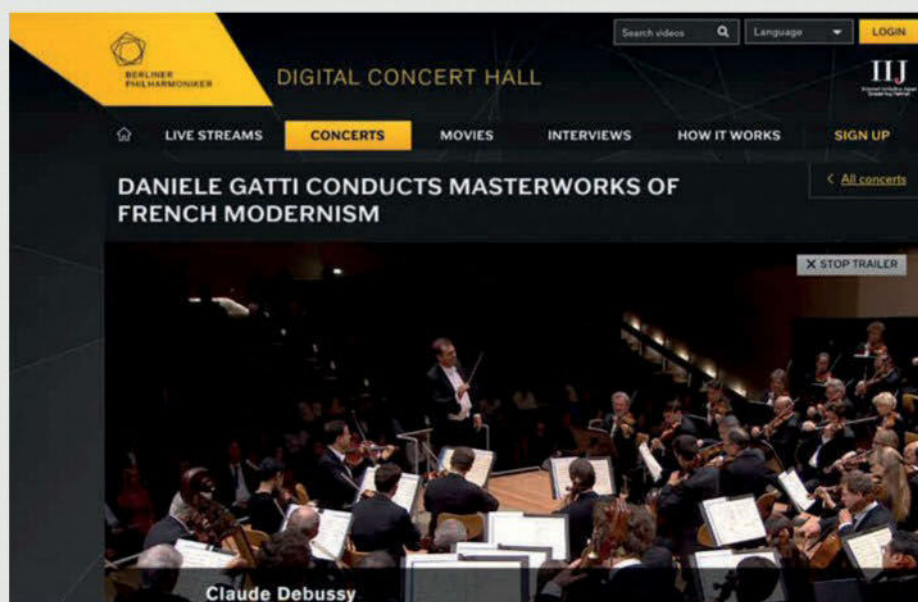 Search videos
Language
LOGIN
BERLINER
PHILHARMONIKER
DIGITAL CONCERT HALL
IIJ
LIVE STREAMS
CONCERTS
MOVIES
INTERVIEWS
HOW IT WORKS
SIGN UP
DANIELE GATTI CONDUCTS MASTERWORKS OF
FRENCH MODERNISM
< All concerts
X STOP TRAILER
Claude Debussy